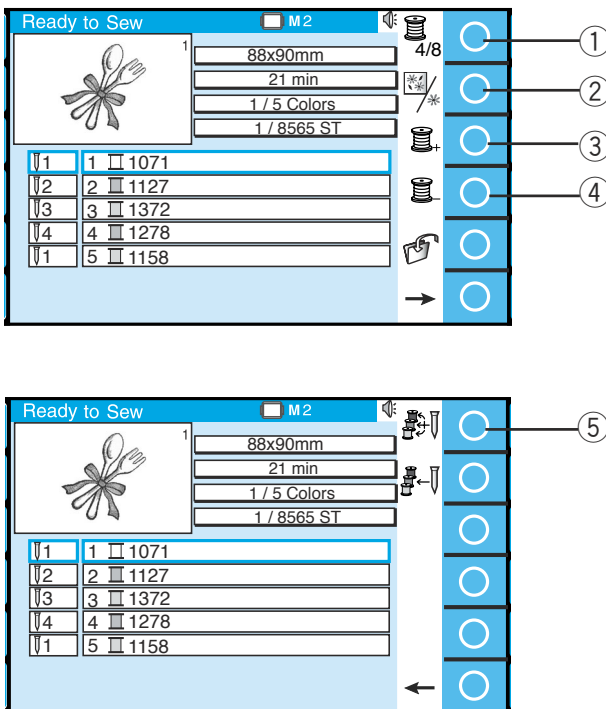 Ready to Sew M2
1
88x90mm
21 min
1 / 5 Colors
1 / 8565 ST
1 1 1071
2 2 1127
3 3 1372
4 4 1278
1 5 1158
4/8
+
−
1
2
3
4
Ready to Sew M2
1
88x90mm
21 min
1 / 5 Colors
1 / 8565 ST
1 1 1071
2 2 1127
3 3 1372
4 4 1278
1 5 1158
5